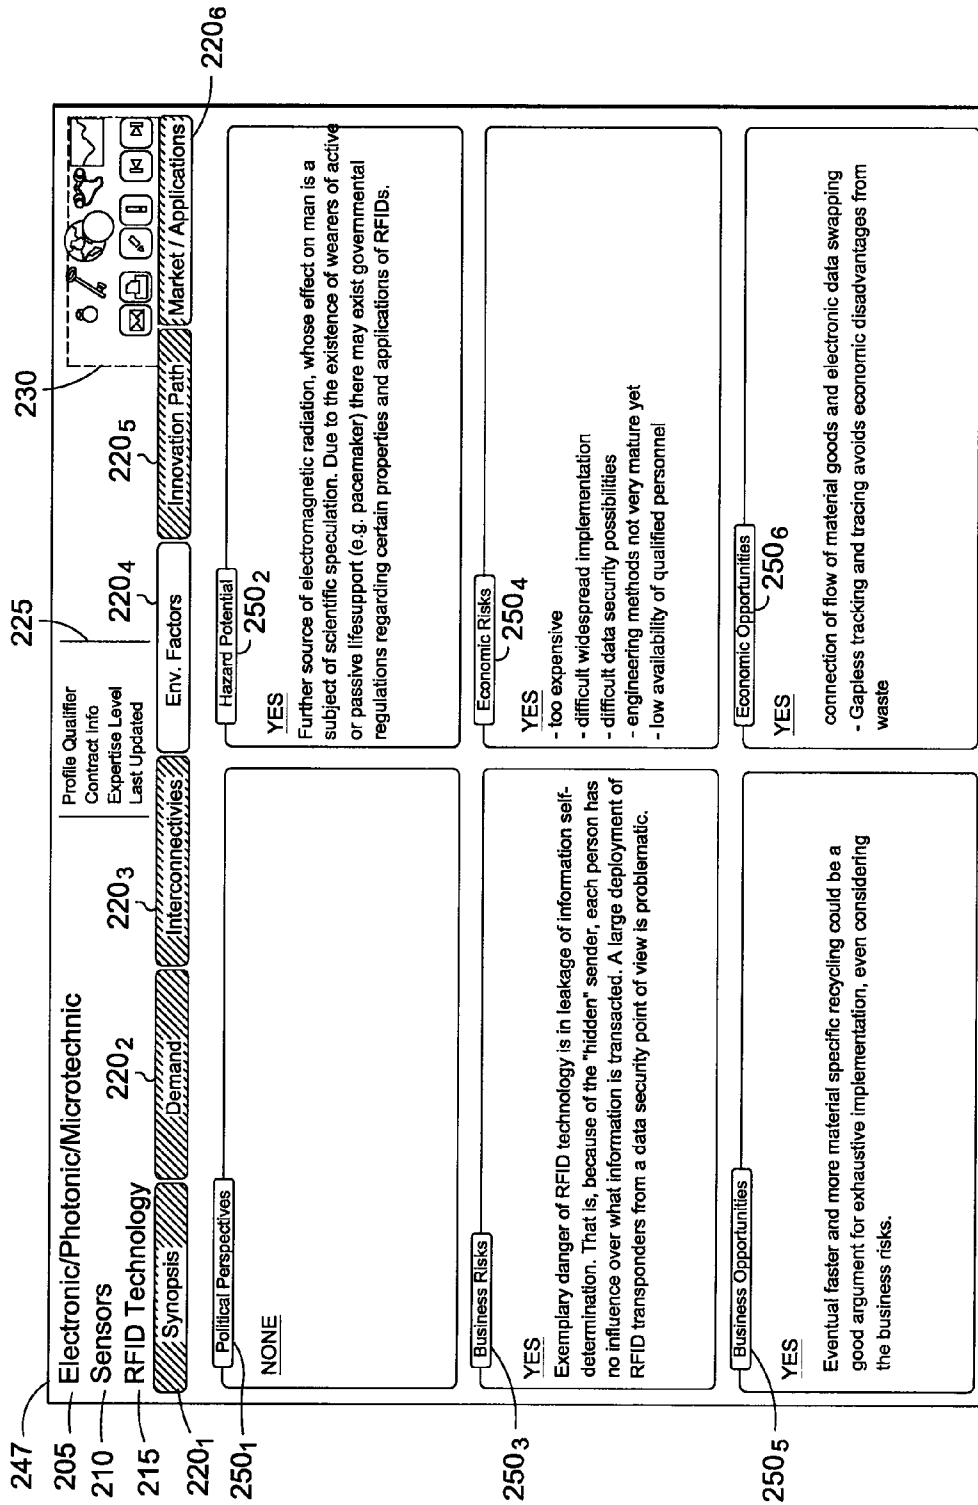 247
205
Electronic/Photonic/Microtechnic
210
Sensors
215
RFID Technology
Profile Qualifier
Contract Info
Expertise Level
Last Updated
225
230
220₁
Synopsis
220₂
Demand
220₃
Interconnectivies
220₄
Env. Factors
220₅
Innovation Path
220₆
Market / Applications
250₁
Political Perspectives
NONE
Hazard Potential
250₂
YES
Further source of electromagnetic radiation, whose effect on man is a
subject of scientific speculation. Due to the existence of wearers of active
or passive lifesupport (e.g. pacemaker) there may exist governmental
regulations regarding certain properties and applications of RFIDs.
250₃
Business Risks
YES
Exemplary danger of RFID technology is in leakage of information self-
determination. That is, because of the "hidden" sender, each person has
no influence over what information is transacted. A large deployment of
RFID transponders from a data security point of view is problematic.
Economic Risks
250₄
YES
- too expensive
- difficult widespread implementation
- difficult data security possibilities
- engineering methods not very mature yet
- low availability of qualified personnel
250₅
Business Opportunities
YES
Eventual faster and more material specific recycling could be a
good argument for exhaustive implementation, even considering
the business risks.
Economic Opportunities
250₆
YES
connection of flow of material goods and electronic data swapping
- Gapless tracking and tracing avoids economic disadvantages from
waste